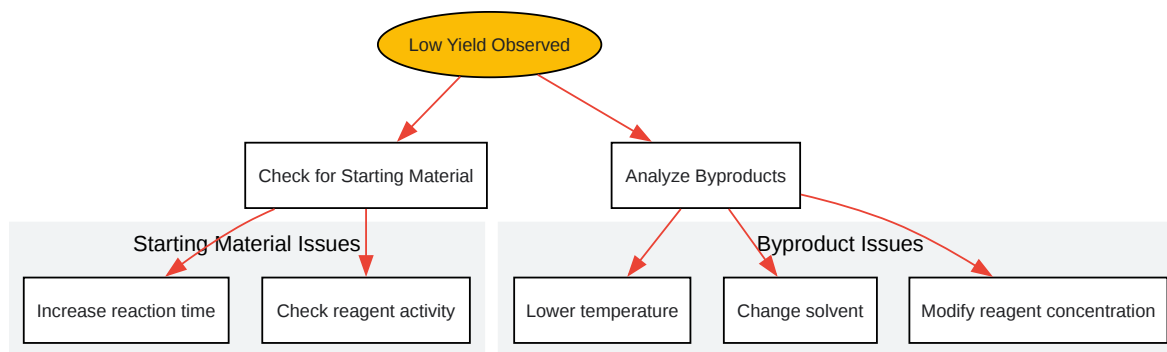 Low Yield Observed
Check for Starting Material
Analyze Byproducts
Starting Material Issues
Byproduct Issues
Increase reaction time
Check reagent activity
Lower temperature
Change solvent
Modify reagent concentration